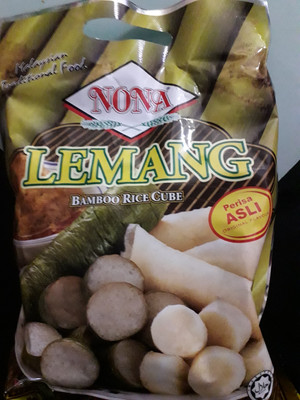 Malaysian
Traditional Food
NONA
LEMANG
BAMBOO RICE CUBE
Perisa
ASLI